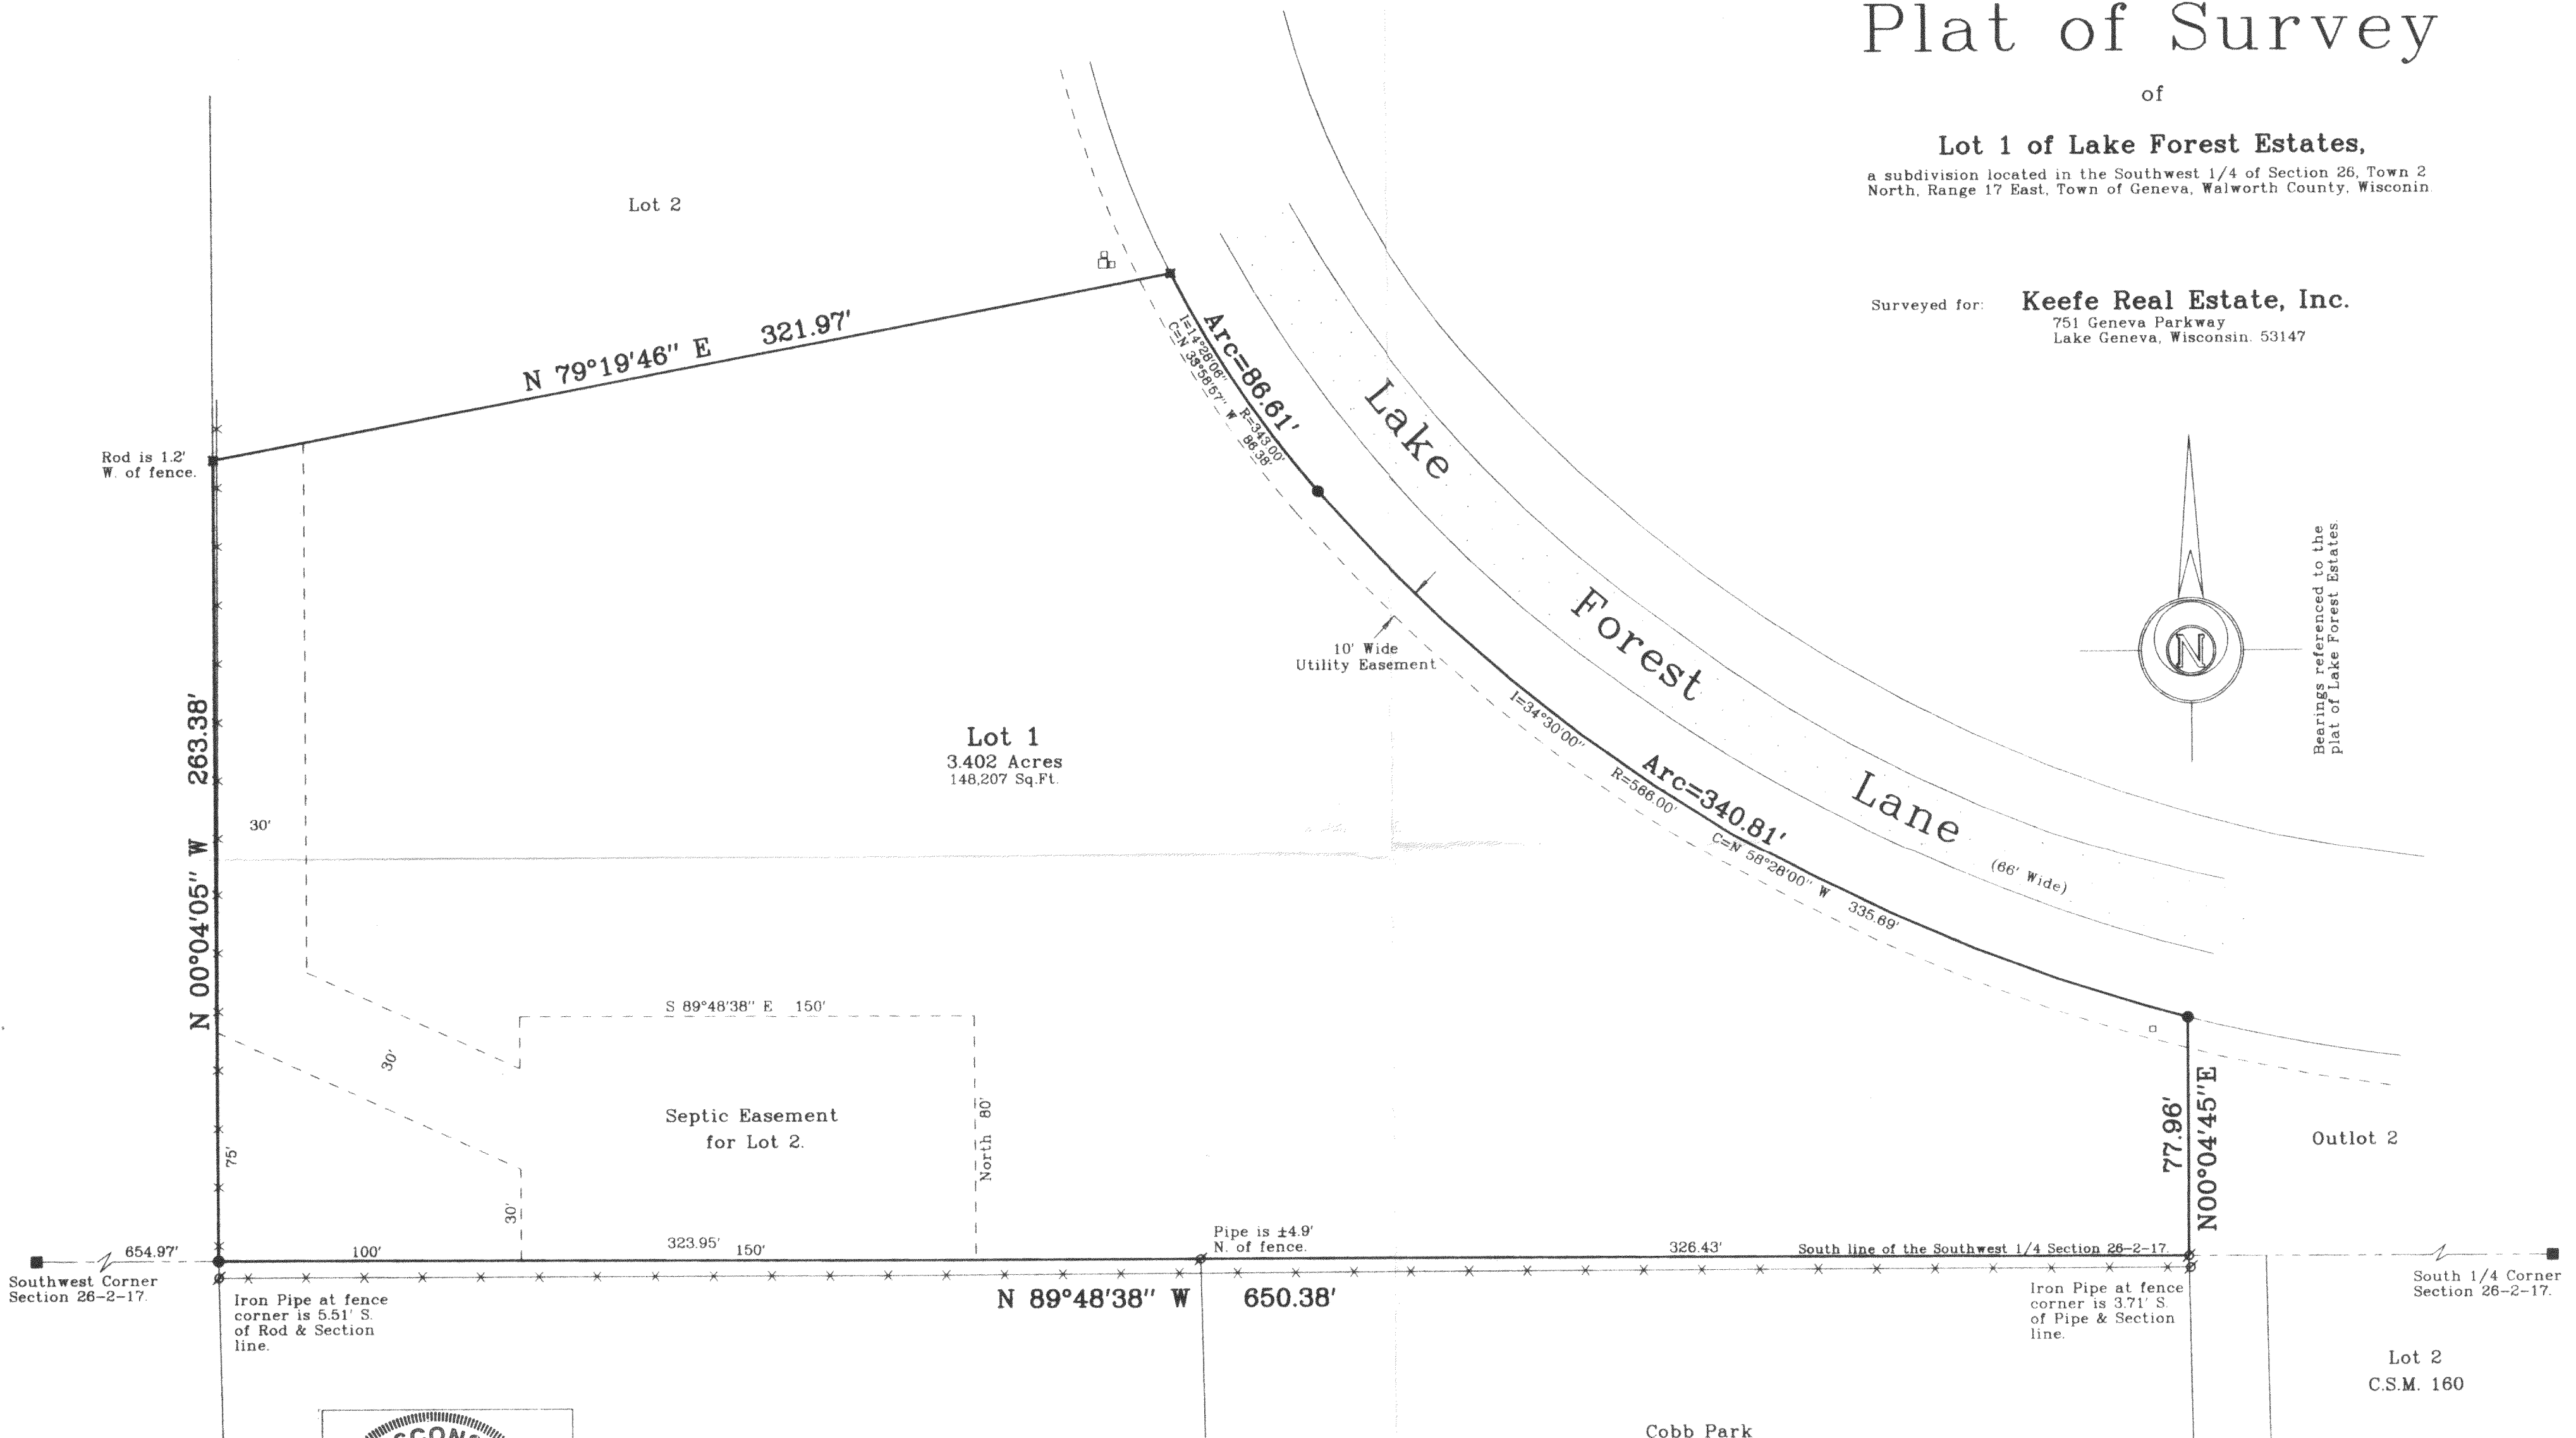 Plat of Survey
of
Lot 1 of Lake Forest Estates,
a subdivision located in the Southwest 1/4 of Section 26, Town 2
North, Range 17 East, Town of Geneva, Walworth County, Wisconin.
Surveyed for: Keefe Real Estate, Inc.
751 Geneva Parkway
Lake Geneva, Wisconsin. 53147
Lot 2
N 79°19'46" E 321.97'
Rod is 1.2'
W. of fence.
Arc=86.61'
I=14°28'06" R=343.00'
C=N 33°58'57" W 86.38'
Lake
Forest
Lane
(66' Wide)
N
Bearings referenced to the
plat of Lake Forest Estates.
10' Wide
Utility Easement
I=34°30'00"
Arc=340.81'
R=566.00'
C=N 58°28'00" W 335.69'
N 00°04'05" W 263.38'
Lot 1
3.402 Acres
148,207 Sq.Ft.
30'
S 89°48'38" E 150'
30'
Septic Easement
for Lot 2.
North 80'
75'
30'
77.96'
N00°04'45"E
Outlot 2
654.97'
100'
323.95'
150'
Pipe is ±4.9'
N. of fence.
326.43'
South line of the Southwest 1/4 Section 26-2-17.
Southwest Corner
Section 26-2-17.
Iron Pipe at fence
corner is 5.51' S.
of Rod & Section
line.
N 89°48'38" W 650.38'
Iron Pipe at fence
corner is 3.71' S.
of Pipe & Section
line.
South 1/4 Corner
Section 26-2-17.
Lot 2
C.S.M. 160
Cobb Park